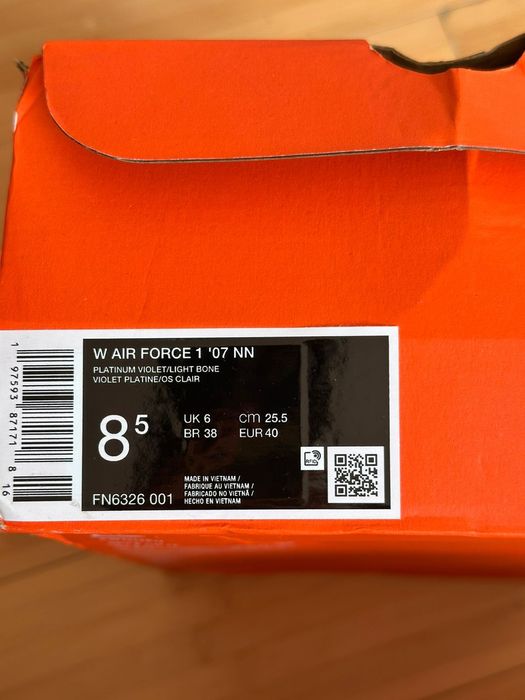 W AIR FORCE 1 '07 NN
PLATINUM VIOLET/LIGHT BONE
VIOLET PLATINE/OS CLAIR
8 5
UK 6 cm 25.5
BR 38 EUR 40
RFID
MADE IN VIETNAM /
FABRIQUE AU VIETNAM /
FABRICADO NO VIETNÃ /
HECHO EN VIETNAM
FN6326 001
1 97593 87171 8 16